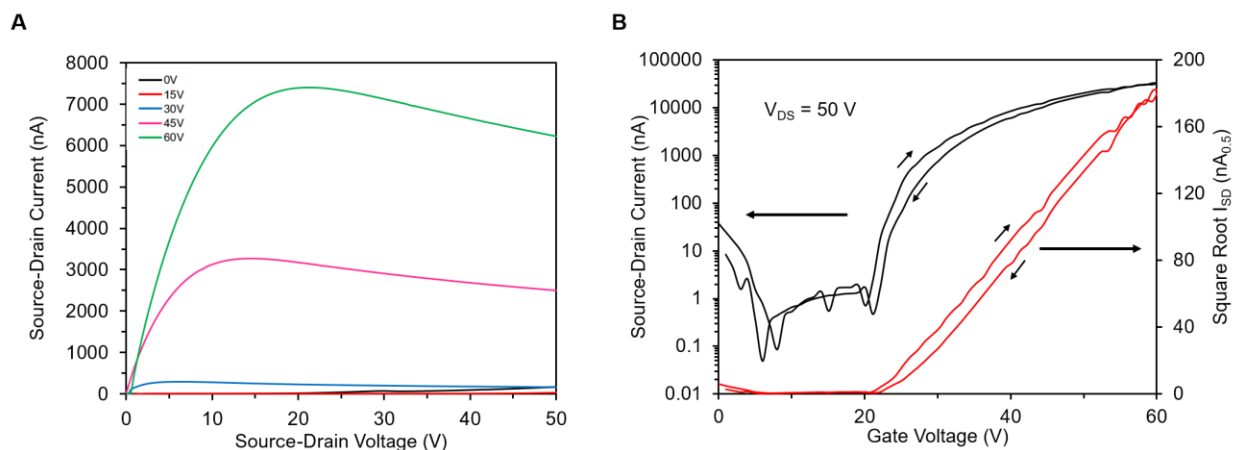 A
B
8000
7000
6000
5000
4000
3000
2000
1000
0
0V
15V
30V
45V
60V
0
10
20
30
40
50
Source-Drain Voltage (V)
Source-Drain Current (nA)
100000
10000
1000
100
10
1
0.1
0.01
Source-Drain Current (nA)
V_DS = 50 V
200
160
120
80
40
0
Square Root I_SD (nA_0.5)
0
20
40
60
Gate Voltage (V)